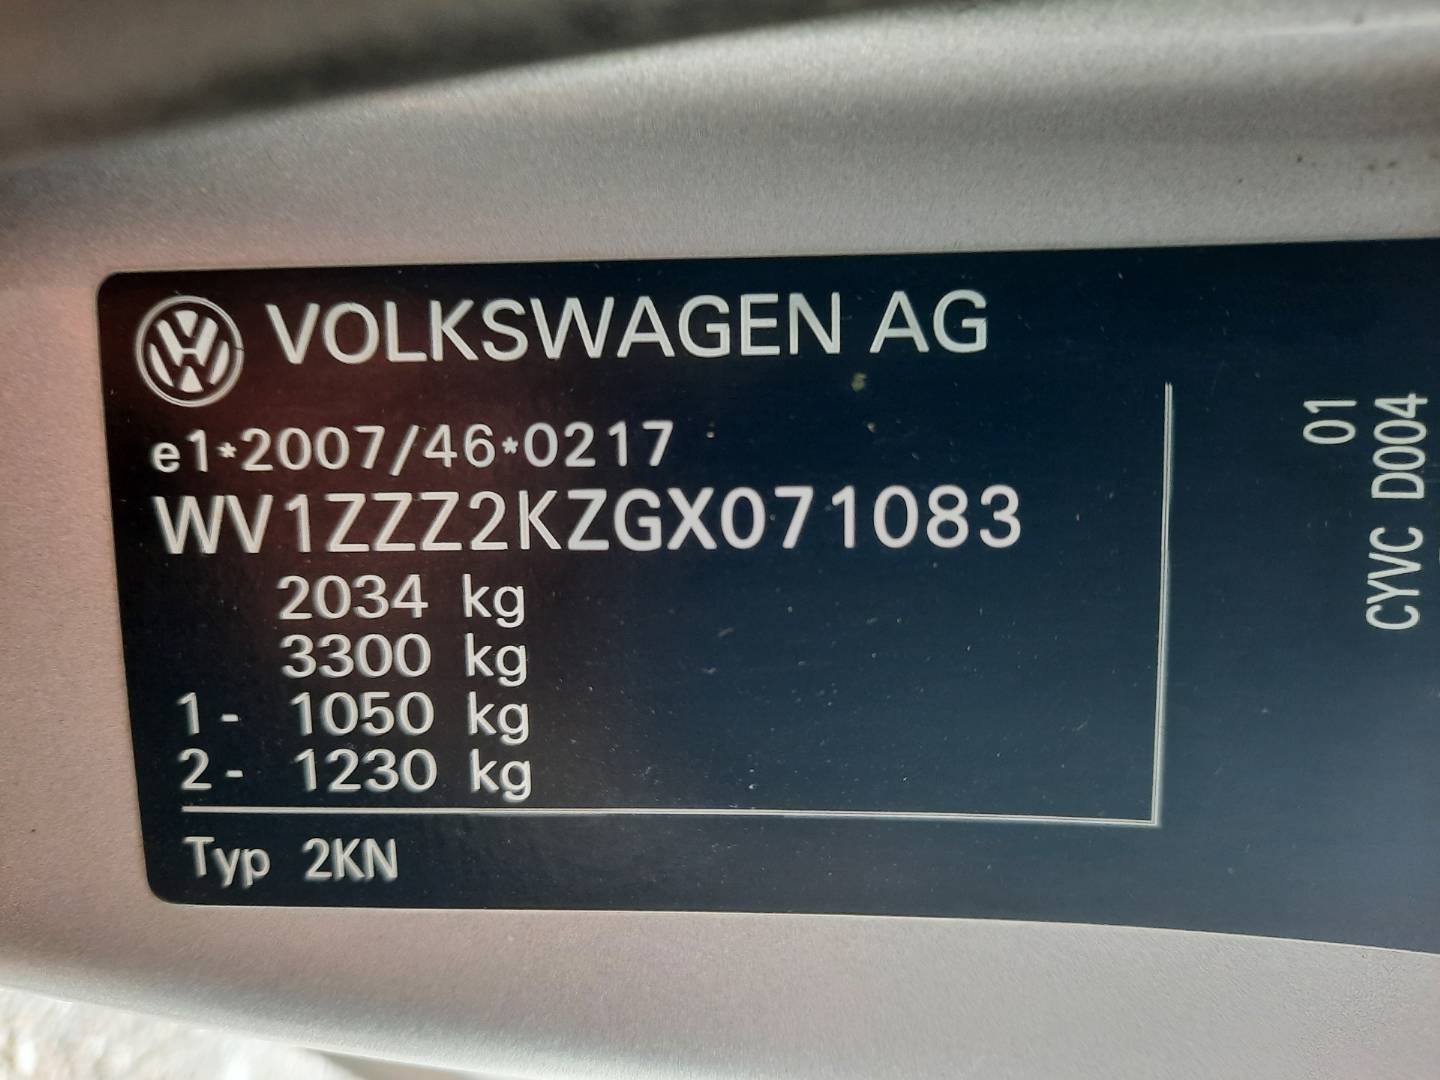 VOLKSWAGEN AG
e1*2007/46*0217
WV1ZZZ2KZGX071083
2034 kg
3300 kg
1- 1050 kg
2- 1230 kg
Typ 2KN
01
CYVC D004